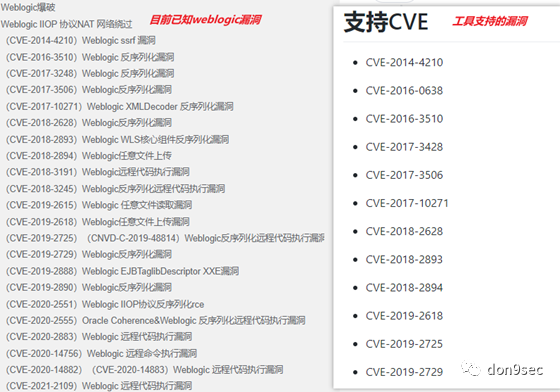 Weblogic爆破
目前已知weblogic漏洞
Weblogic IIOP 协议NAT 网络绕过
（CVE-2014-4210）Weblogic ssrf 漏洞
（CVE-2016-3510）Weblogic 反序列化漏洞
（CVE-2017-3248）Weblogic 反序列化漏洞
（CVE-2017-3506）Weblogic反序列化漏洞
（CVE-2017-10271）Weblogic XMLDecoder 反序列化漏洞
（CVE-2018-2628）Weblogic反序列化漏洞
（CVE-2018-2893）Weblogic WLS核心组件反序列化漏洞
（CVE-2018-2894）Weblogic任意文件上传
（CVE-2018-3191）Weblogic远程代码执行漏洞
（CVE-2018-3245）Weblogic反序列化远程代码执行漏洞
（CVE-2019-2615）Weblogic 任意文件读取漏洞
（CVE-2019-2618）Weblogic任意文件上传漏洞
（CVE-2019-2725）（CNVD-C-2019-48814）Weblogic反序列化远程代码执行漏洞
（CVE-2019-2729）Weblogic反序列化漏洞
（CVE-2019-2888）Weblogic EJBTaglibDescriptor XXE漏洞
（CVE-2019-2890）Weblogic反序列化漏洞
（CVE-2020-2551）Weblogic IIOP协议反序列化rce
（CVE-2020-2555）Oracle Coherence&Weblogic 反序列化远程代码执行漏洞
（CVE-2020-2883）Weblogic 远程代码执行漏洞
（CVE-2020-14756）Weblogic 远程命令执行漏洞
（CVE-2020-14882）（CVE-2020-14883）Weblogic 远程代码执行漏洞
（CVE-2021-2109）Weblogic 远程代码执行漏洞
支持CVE
工具支持的漏洞
CVE-2014-4210
CVE-2016-0638
CVE-2016-3510
CVE-2017-3428
CVE-2017-3506
CVE-2017-10271
CVE-2018-2628
CVE-2018-2893
CVE-2018-2894
CVE-2019-2618
CVE-2019-2725
CVE-2019-2729
don9sec